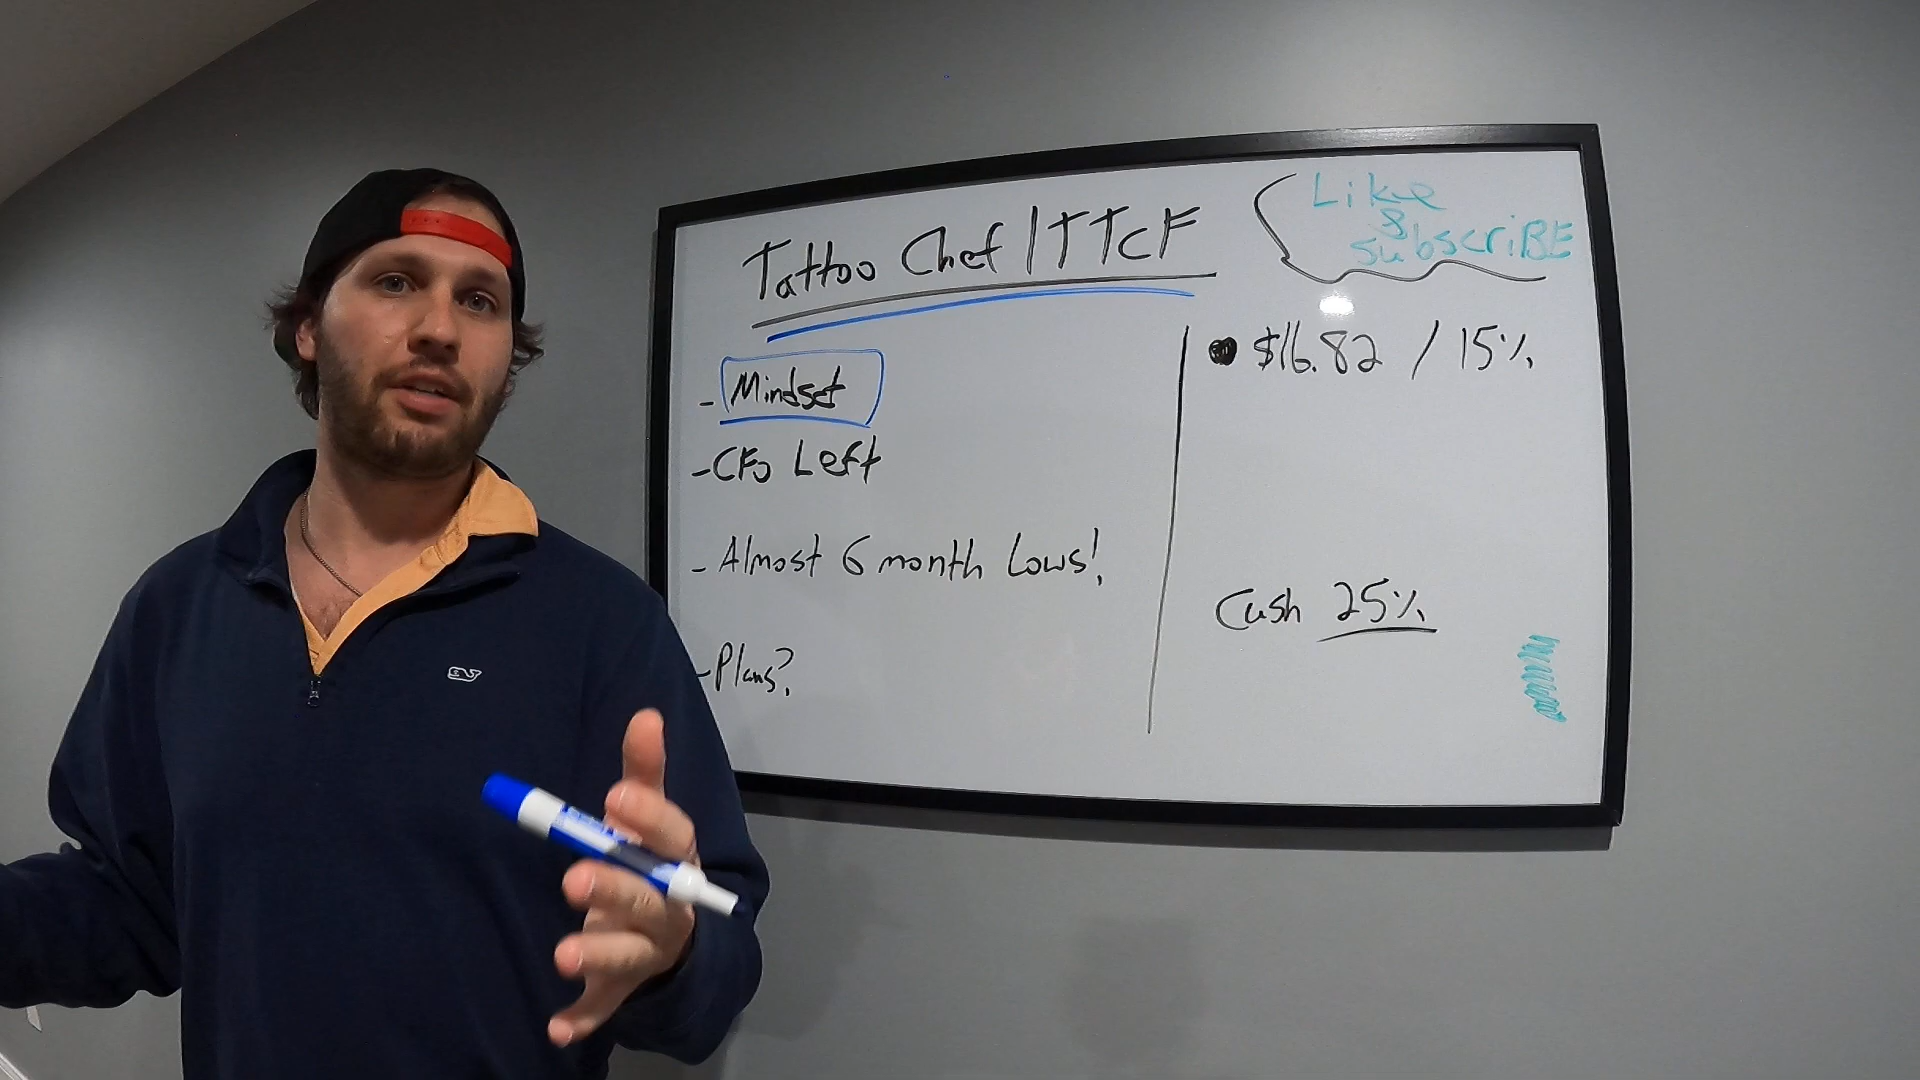 Tattoo Chef / TTCF
Like
&
SubscriBE
- Mindset
- CFO Left
- Almost 6 month Lows!
- Plans?
• $16.82 / 15%
Cash 25%